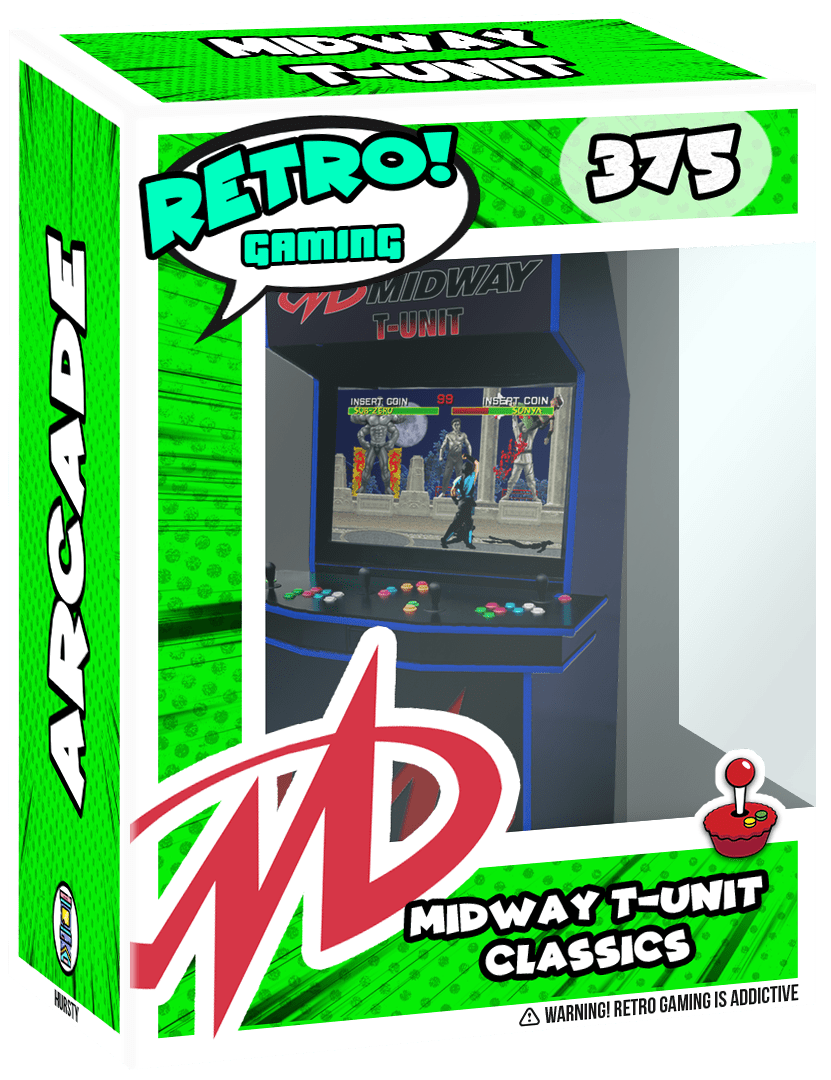 MIDWAY
T-UNIT
RETRO!
GAMING
375
ARCADE
MIDWAY
T-UNIT
INSERT COIN 99 INSERT COIN
SUB-ZERO SONYA
MIDWAY T-UNIT
CLASSICS
HURSTY
WARNING! RETRO GAMING IS ADDICTIVE